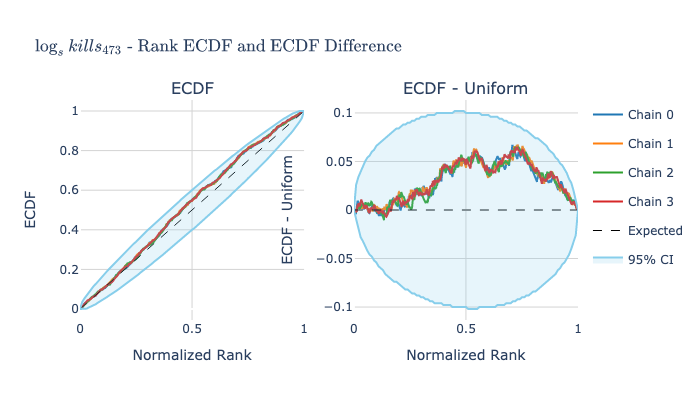 log_s kills_473 - Rank ECDF and ECDF Difference
ECDF
ECDF - Uniform
ECDF
1
0.8
0.6
0.4
0.2
0
0
0.5
1
Normalized Rank
ECDF - Uniform
0.1
0.05
0
−0.05
−0.1
0
0.5
1
Normalized Rank
Chain 0
Chain 1
Chain 2
Chain 3
Expected
95% CI